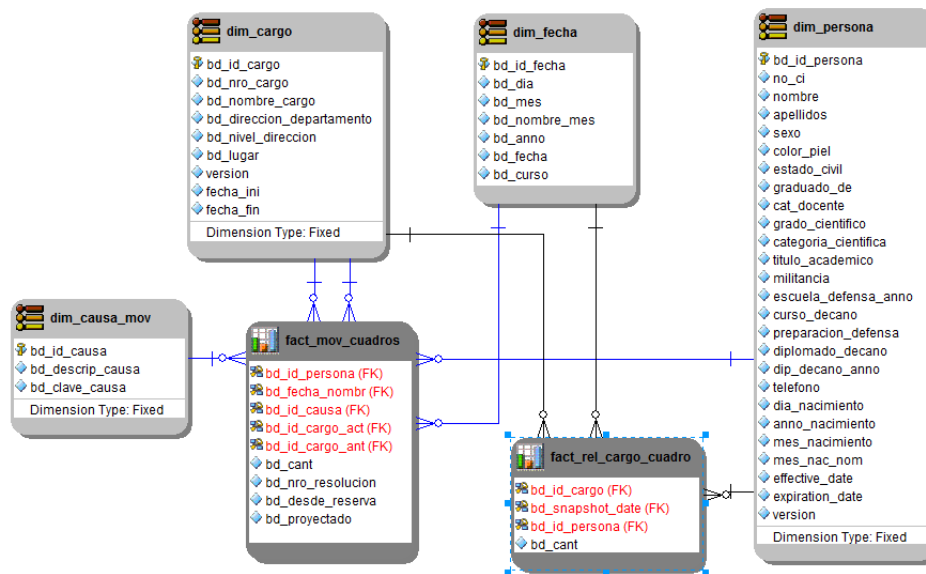 dim_cargo
bd_id_cargo
bd_nro_cargo
bd_nombre_cargo
bd_direccion_departamento
bd_nivel_direccion
bd_lugar
version
fecha_ini
fecha_fin
Dimension Type: Fixed
dim_fecha
bd_id_fecha
bd_dia
bd_mes
bd_nombre_mes
bd_anno
bd_fecha
bd_curso
dim_persona
bd_id_persona
no_ci
nombre
apellidos
sexo
color_piel
estado_civil
graduado_de
cat_docente
grado_cientifico
categoria_cientifica
titulo_academico
militancia
escuela_defensa_anno
curso_decano
preparacion_defensa
diplomado_decano
dip_decano_anno
telefono
dia_nacimiento
anno_nacimiento
mes_nacimiento
mes_nac_nom
effective_date
expiration_date
version
Dimension Type: Fixed
dim_causa_mov
bd_id_causa
bd_descrip_causa
bd_clave_causa
Dimension Type: Fixed
fact_mov_cuadros
bd_id_persona (FK)
bd_fecha_nombr (FK)
bd_id_causa (FK)
bd_id_cargo_act (FK)
bd_id_cargo_ant (FK)
bd_cant
bd_nro_resolucion
bd_desde_reserva
bd_proyectado
fact_rel_cargo_cuadro
bd_id_cargo (FK)
bd_snapshot_date (FK)
bd_id_persona (FK)
bd_cant